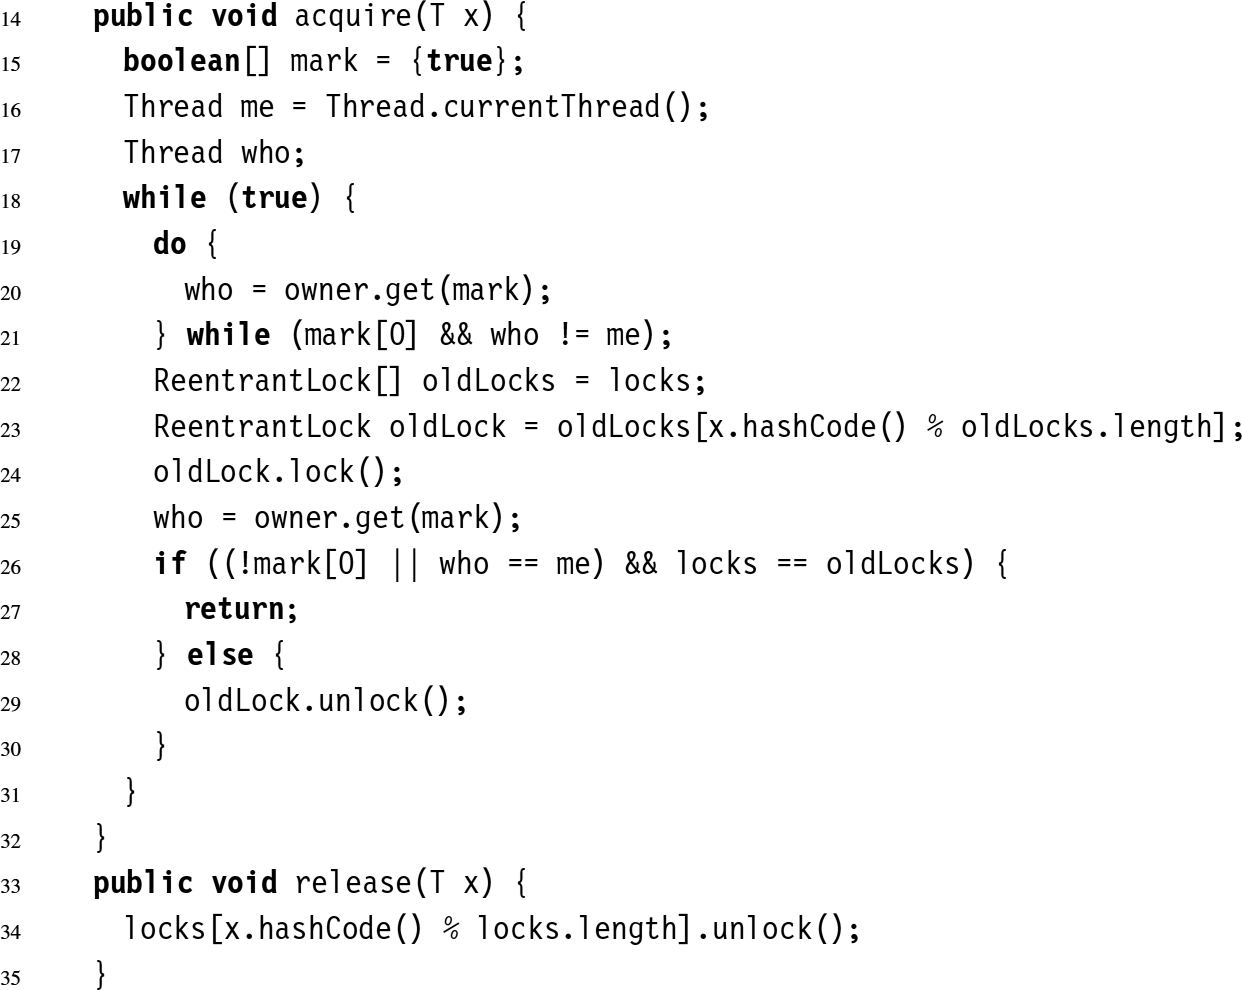 14 public void acquire(T x) {
15 boolean[] mark = {true};
16 Thread me = Thread.currentThread();
17 Thread who;
18 while (true) {
19 do {
20 who = owner.get(mark);
21 } while (mark[0] && who != me);
22 ReentrantLock[] oldLocks = locks;
23 ReentrantLock oldLock = oldLocks[x.hashCode() % oldLocks.length];
24 oldLock.lock();
25 who = owner.get(mark);
26 if ((!mark[0] || who == me) && locks == oldLocks) {
27 return;
28 } else {
29 oldLock.unlock();
30 }
31 }
32 }
33 public void release(T x) {
34 locks[x.hashCode() % locks.length].unlock();
35 }